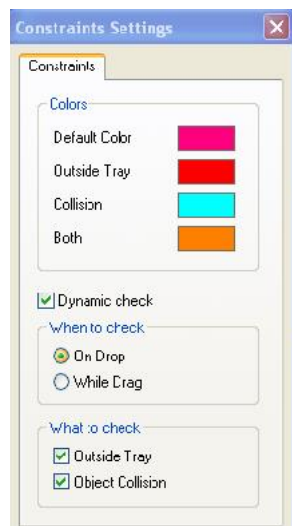 Constraints Settings
Constraints
Colors
Default Color
Outside Tray
Collision
Both
Dynamic check
When to check
On Drop
While Drag
What to check
Outside Tray
Object Collision